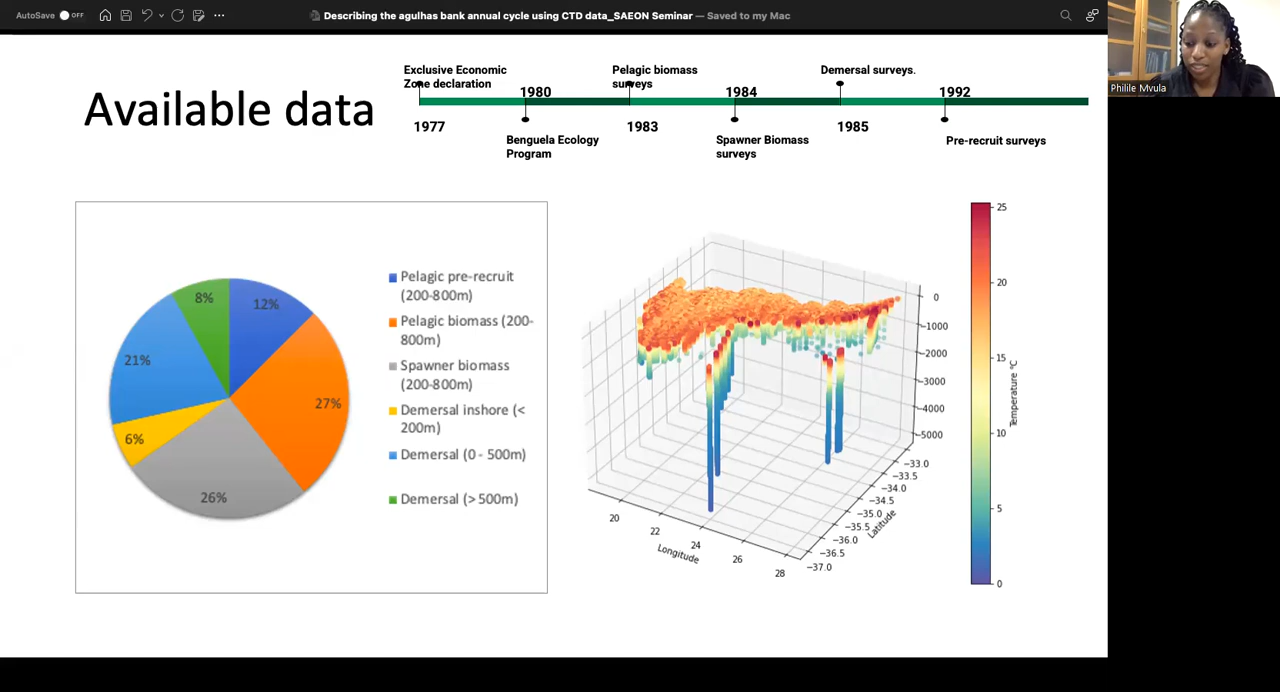 AutoSave OFF
Describing the agulhas bank annual cycle using CTD data_SAEON Seminar — Saved to my Mac
Philile Mvula
Available data
Exclusive Economic
Zone declaration
1977
1980
Benguela Ecology
Program
Pelagic biomass
surveys
1983
1984
Spawner Biomass
surveys
Demersal surveys.
1985
1992
Pre-recruit surveys
8%
12%
21%
27%
6%
26%
Pelagic pre-recruit
(200-800m)
Pelagic biomass (200-
800m)
Spawner biomass
(200-800m)
Demersal inshore (<
200m)
Demersal (0 - 500m)
Demersal (> 500m)
0
-1000
-2000
-3000
-4000
-5000
-33.0
-33.5
-34.0
-34.5
-35.0
-35.5
-36.0
-36.5
-37.0
Latitude
20
22
24
26
28
Longitude
25
20
15
10
5
0
Temperature °C